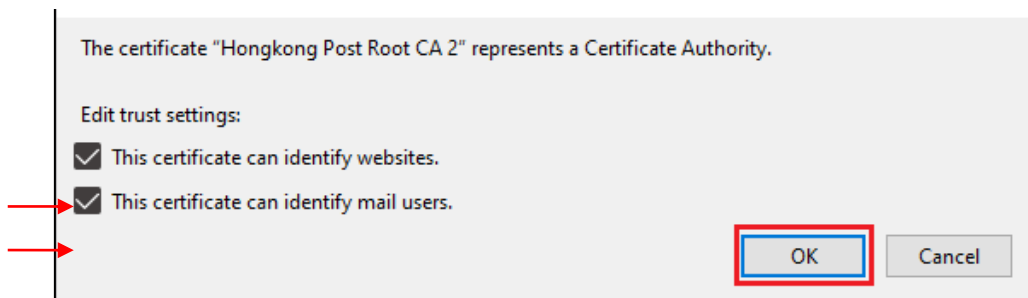 The certificate “Hongkong Post Root CA 2” represents a Certificate Authority.
Edit trust settings:
This certificate can identify websites.
This certificate can identify mail users.
OK Cancel